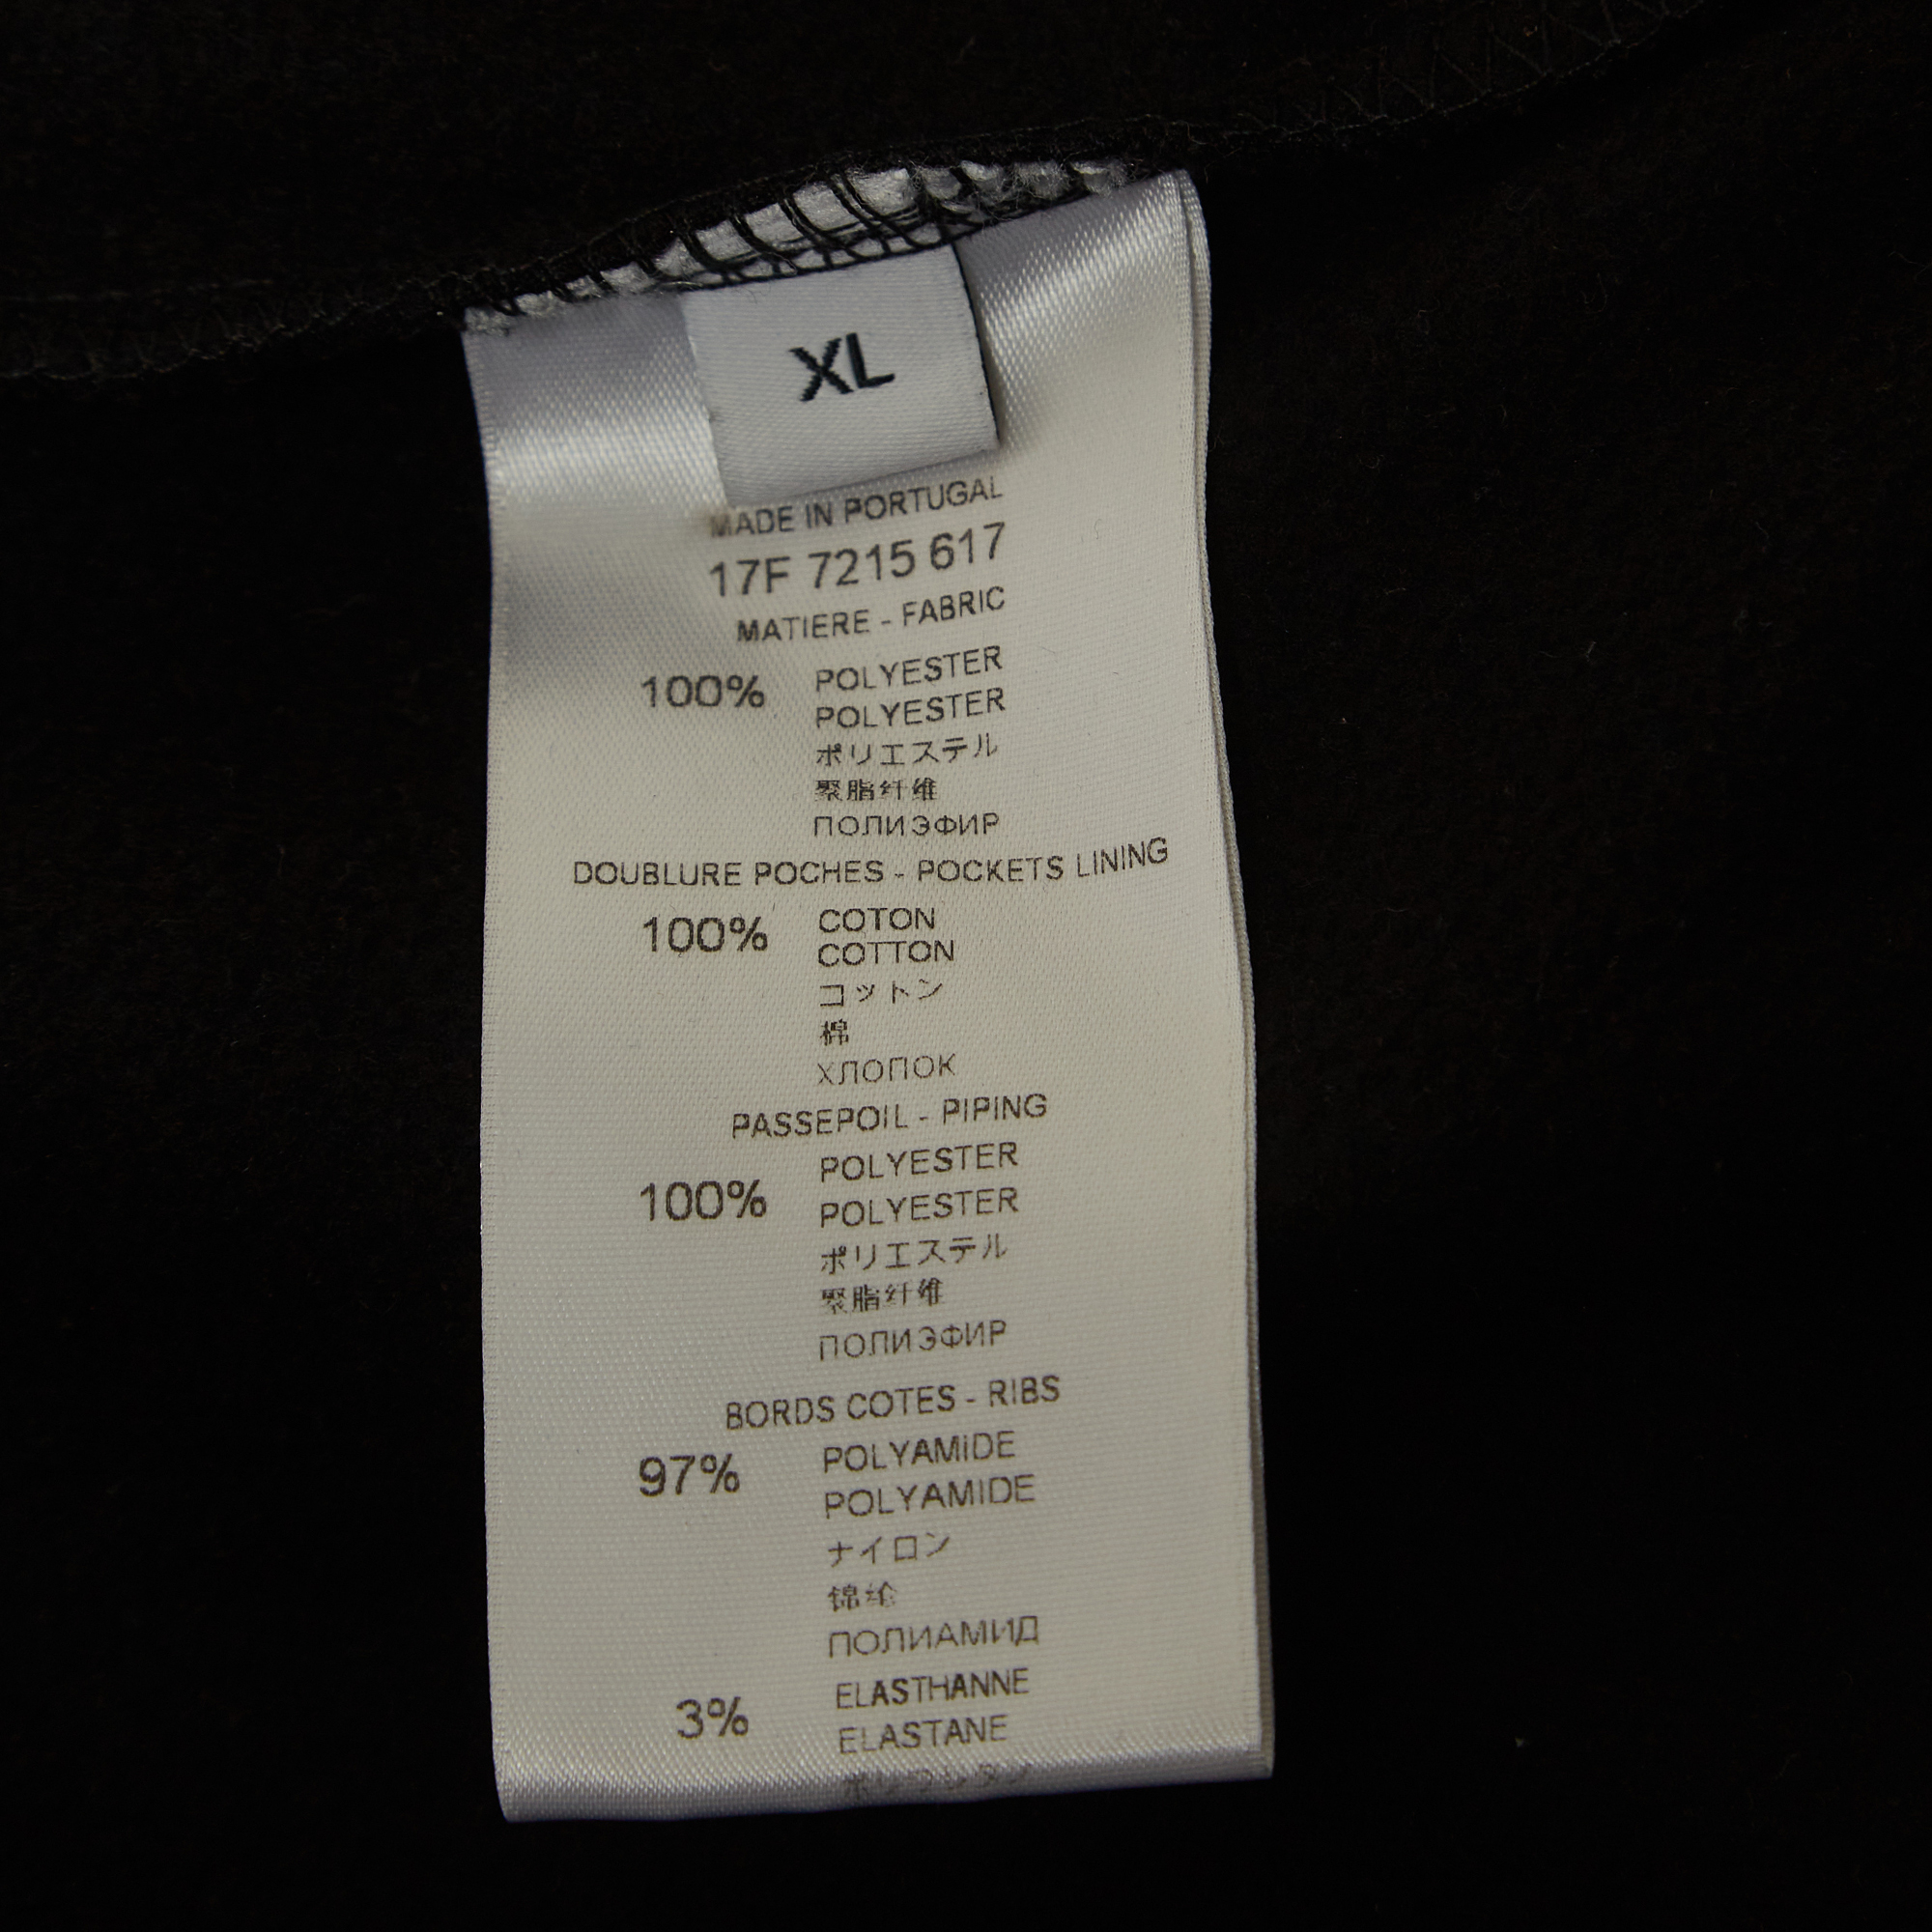 XL
MADE IN PORTUGAL
17F 7215 617
MATIERE - FABRIC
100% POLYESTER
POLYESTER
ポリエステル
聚脂纤维
ПОЛИЭФИР
DOUBLURE POCHES - POCKETS LINING
100% COTON
COTTON
コットン
棉
ХЛОПОК
PASSEPOIL - PIPING
100% POLYESTER
POLYESTER
ポリエステル
聚脂纤维
ПОЛИЭФИР
BORDS COTES - RIBS
97% POLYAMIDE
POLYAMIDE
ナイロン
锦纶
ПОЛИАМИД
3% ELASTHANNE
ELASTANE